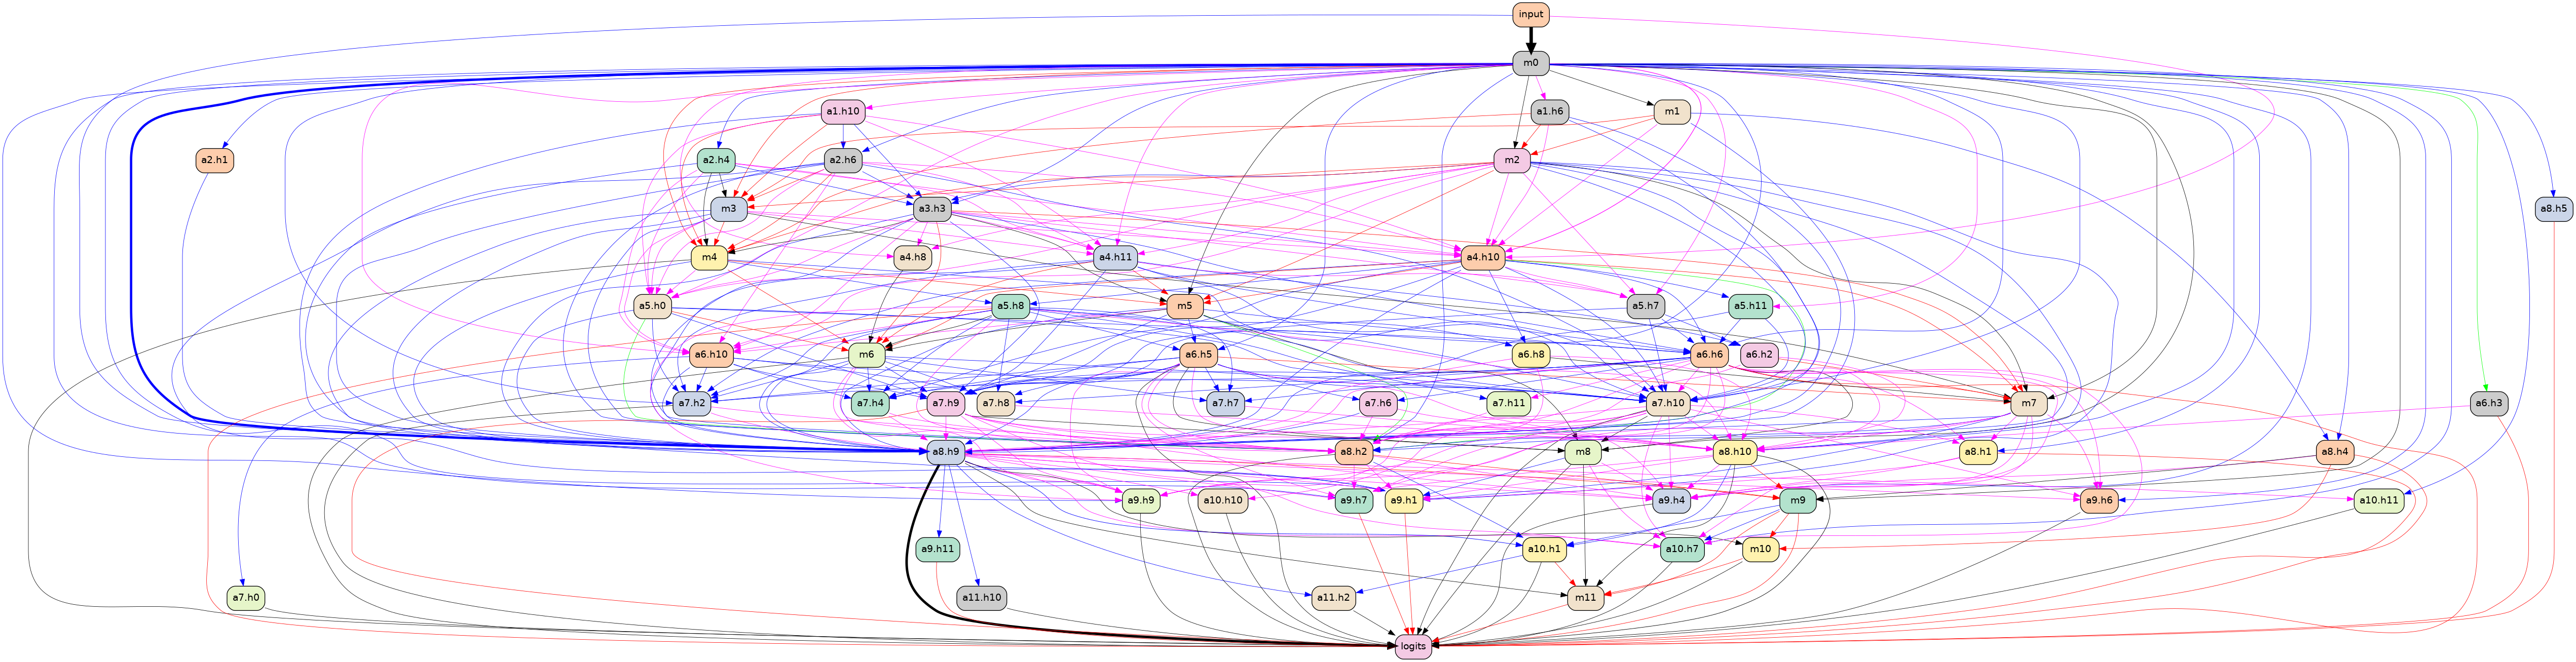 input
m0
a1.h10 a1.h6 m1
a2.h1 a2.h4 a2.h6 m2
m3 a3.h3 a8.h5
m4 a4.h8 a4.h11 a4.h10
a5.h0 a5.h8 m5 a5.h7 a5.h11
a6.h10 m6 a6.h5 a6.h8 a6.h6 a6.h2
a7.h2 a7.h4 a7.h9 a7.h8 a7.h7 a7.h6 a7.h11 a7.h10 m7 a6.h3
a8.h9 a8.h2 m8 a8.h10 a8.h1 a8.h4
a9.h9 a10.h10 a9.h7 a9.h1 a9.h4 m9 a9.h6 a10.h11
a9.h11 a10.h1 a10.h7 m10
a7.h0 a11.h10 a11.h2 m11
logits